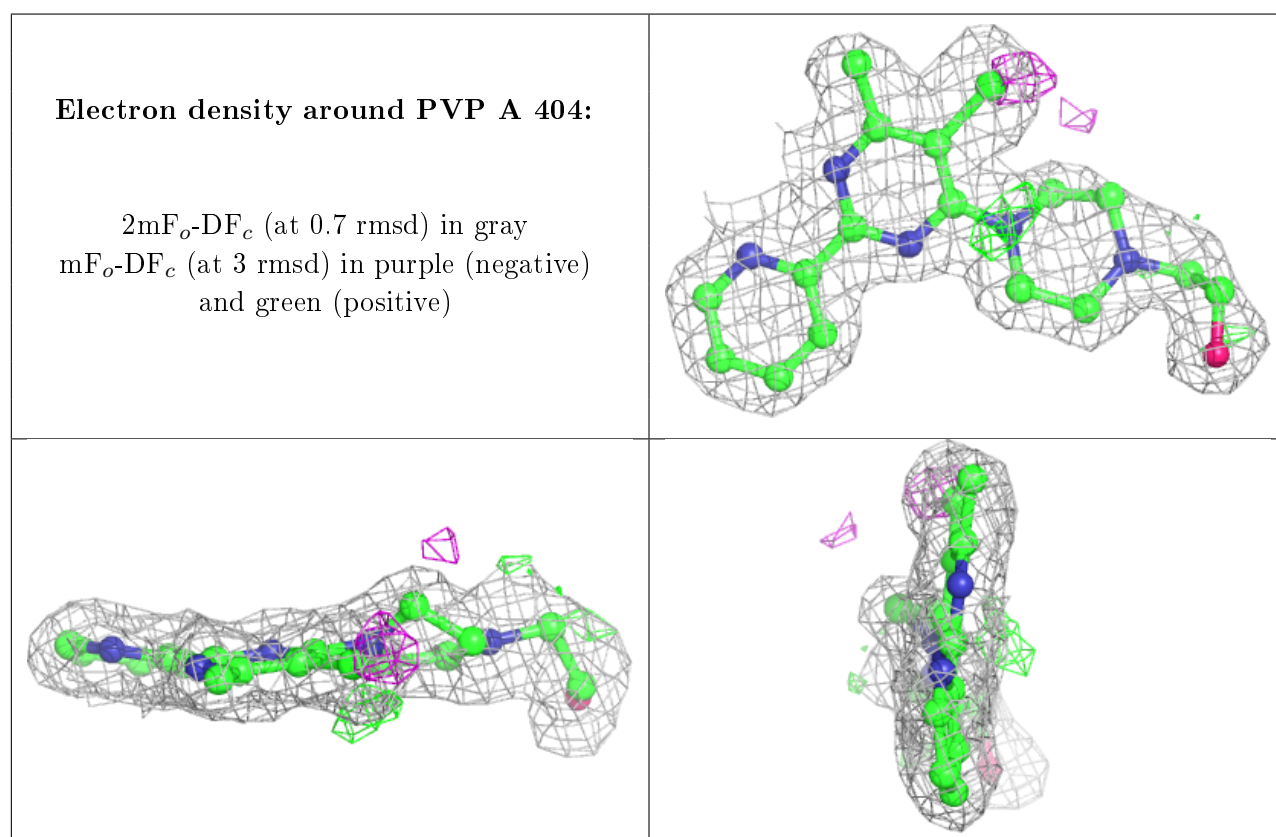 Electron density around PVP A 404:
2mFo-DFc (at 0.7 rmsd) in gray
mFo-DFc (at 3 rmsd) in purple (negative)
and green (positive)